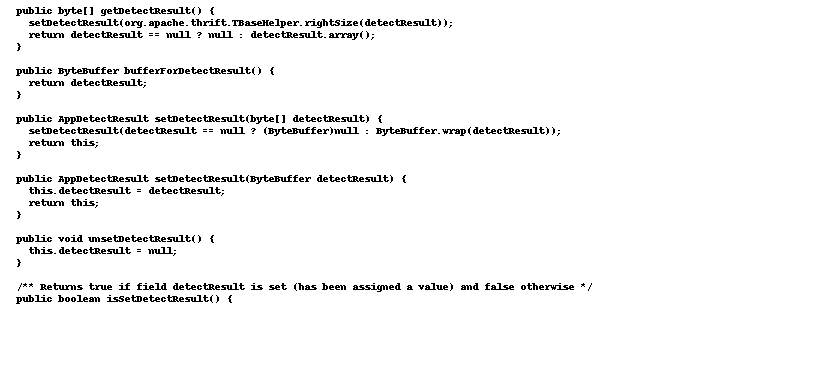 public byte[] getDetectResult() {
  setDetectResult(org.apache.thrift.TBaseHelper.rightSize(detectResult));
  return detectResult == null ? null : detectResult.array();
}

public ByteBuffer bufferForDetectResult() {
  return detectResult;
}

public AppDetectResult setDetectResult(byte[] detectResult) {
  setDetectResult(detectResult == null ? (ByteBuffer)null : ByteBuffer.wrap(detectResult));
  return this;
}

public AppDetectResult setDetectResult(ByteBuffer detectResult) {
  this.detectResult = detectResult;
  return this;
}

public void unsetDetectResult() {
  this.detectResult = null;
}

/** Returns true if field detectResult is set (has been assigned a value) and false otherwise */
public boolean isSetDetectResult() {